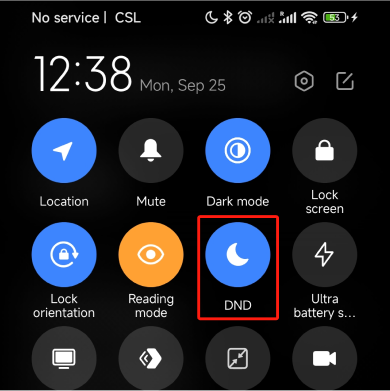 No service | CSL
53
12:38 Mon, Sep 25
Location Mute Dark mode Lock
screen
Lock
orientation Reading
mode DND Ultra
battery s...